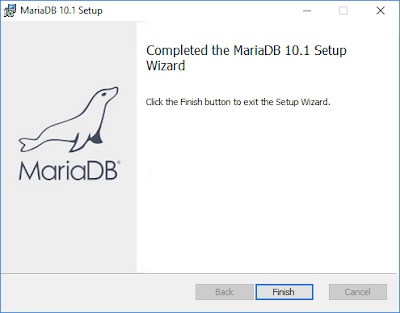 MariaDB 10.1 Setup
Completed the MariaDB 10.1 Setup
Wizard
Click the Finish button to exit the Setup Wizard.
MariaDB®
Back
Finish
Cancel